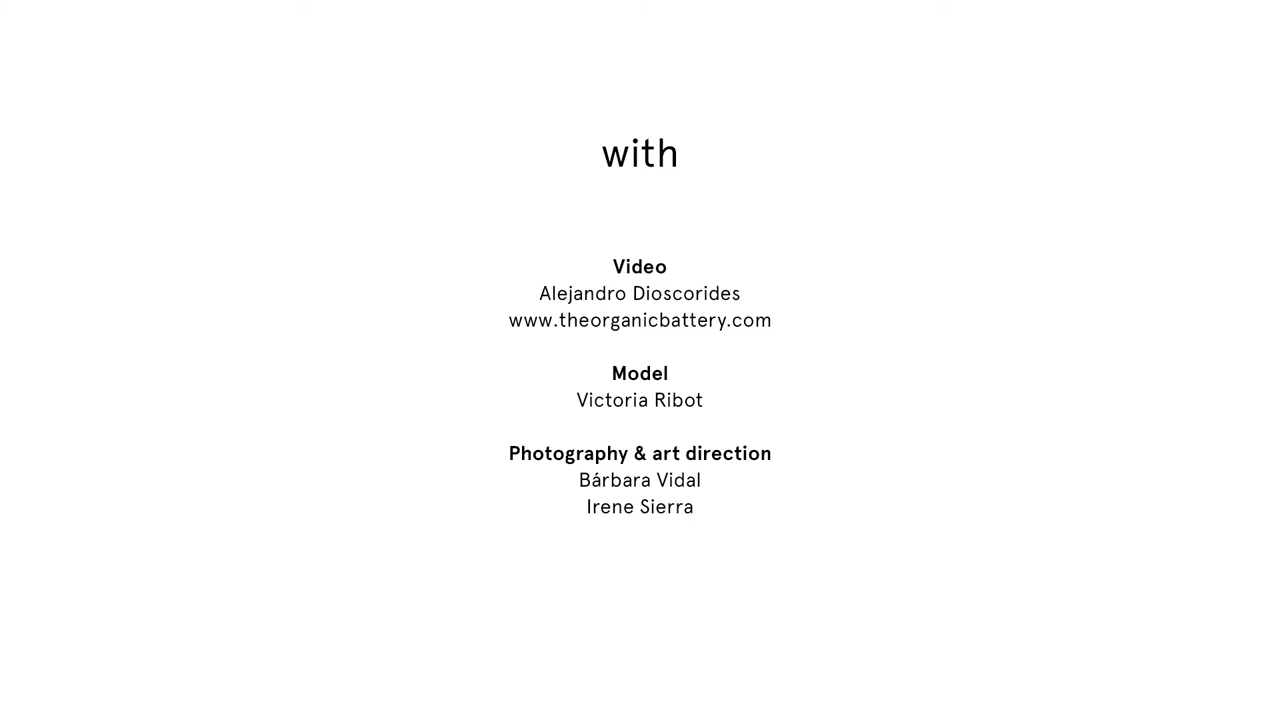 with
Video
Alejandro Dioscorides
www.theorganicbattery.com
Model
Victoria Ribot
Photography & art direction
Bárbara Vidal
Irene Sierra